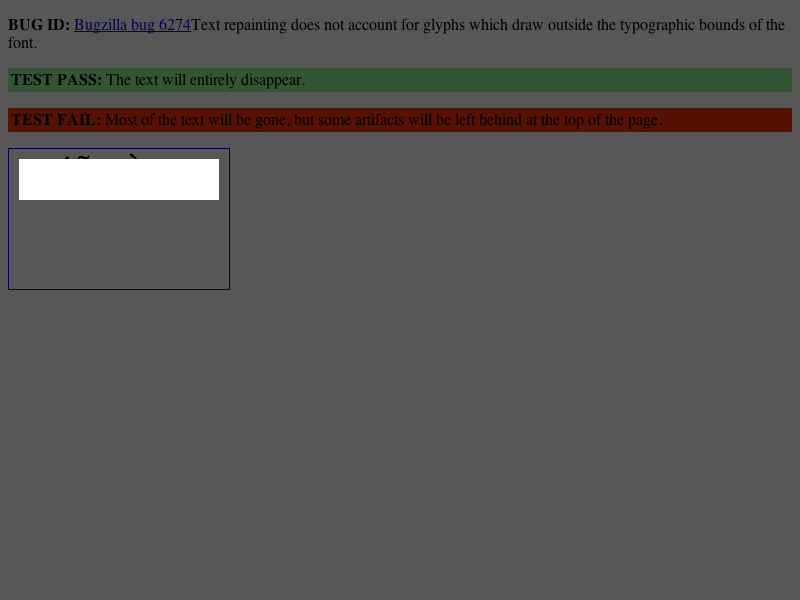 BUG ID: Bugzilla bug 6274Text repainting does not account for glyphs which draw outside the typographic bounds of the
font.
TEST PASS: The text will entirely disappear.
TEST FAIL: Most of the text will be gone, but some artifacts will be left behind at the top of the page.